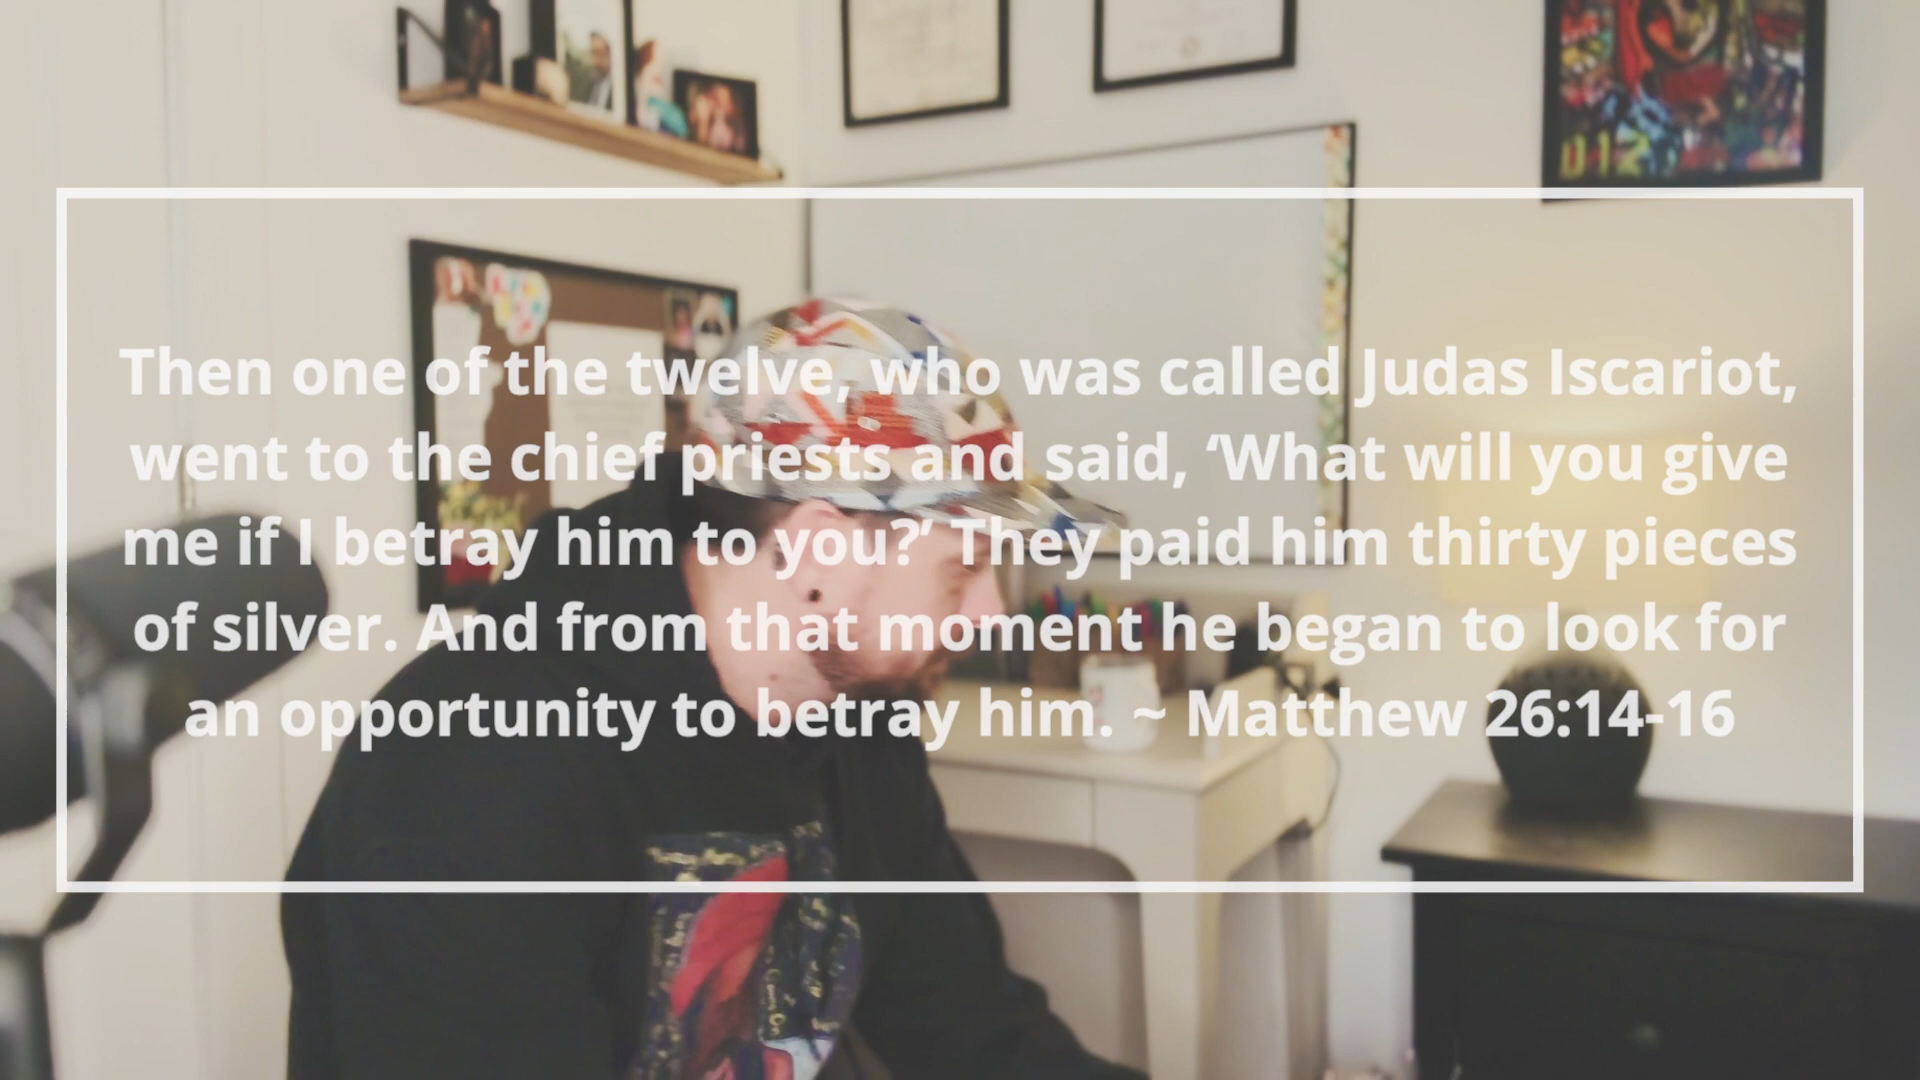 Then one of the twelve, who was called Judas Iscariot,
went to the chief priests and said, ‘What will you give
me if I betray him to you?’ They paid him thirty pieces
of silver. And from that moment he began to look for
an opportunity to betray him. ~ Matthew 26:14-16